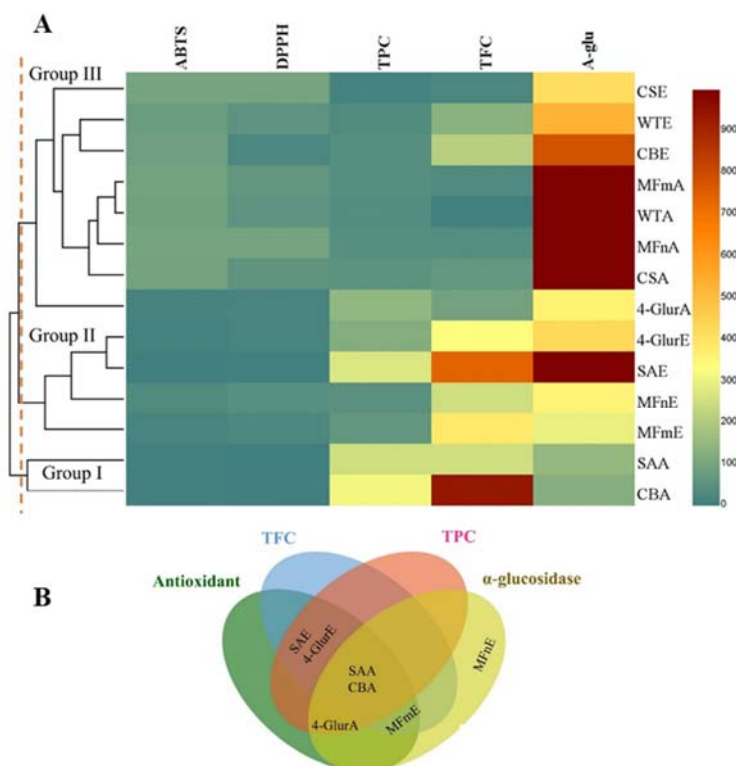 A
ABTS
DPPH
TPC
TFC
A-glu
Group III
Group II
Group I
CSE
WTE
CBE
MFmA
WTA
MFnA
CSA
4-GlurA
4-GlurE
SAE
MFnE
MFmE
SAA
CBA
900
800
700
600
500
400
300
200
100
0
B
TFC
TPC
Antioxidant
α-glucosidase
SAE
4-GlurE
SAA
CBA
MFnE
4-GlurA
MFmE